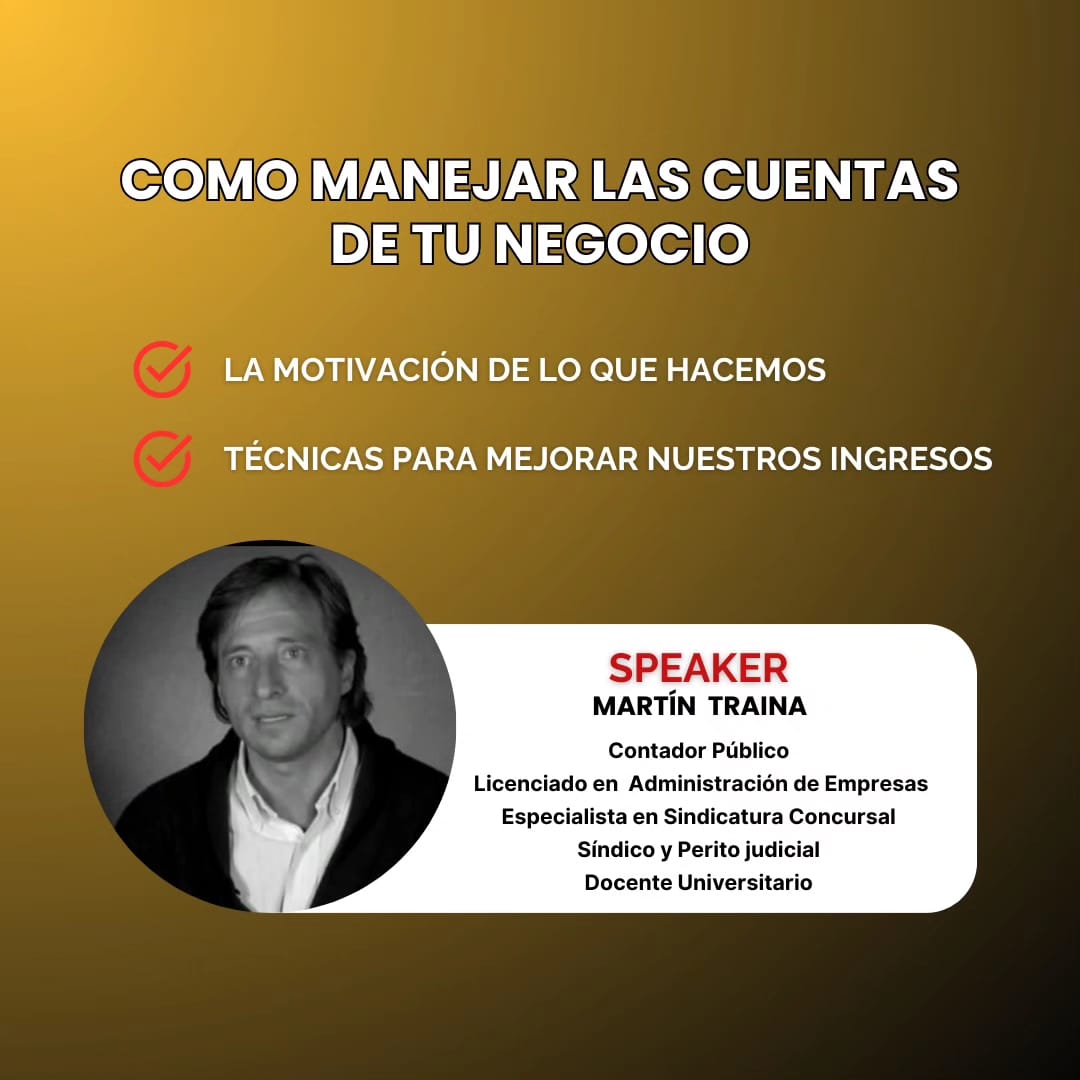 COMO MANEJAR LAS CUENTAS
DE TU NEGOCIO
LA MOTIVACIÓN DE LO QUE HACEMOS
TÉCNICAS PARA MEJORAR NUESTROS INGRESOS
SPEAKER
MARTÍN TRAINA
Contador Público
Licenciado en Administración de Empresas
Especialista en Sindicatura Concursal
Síndico y Perito judicial
Docente Universitario